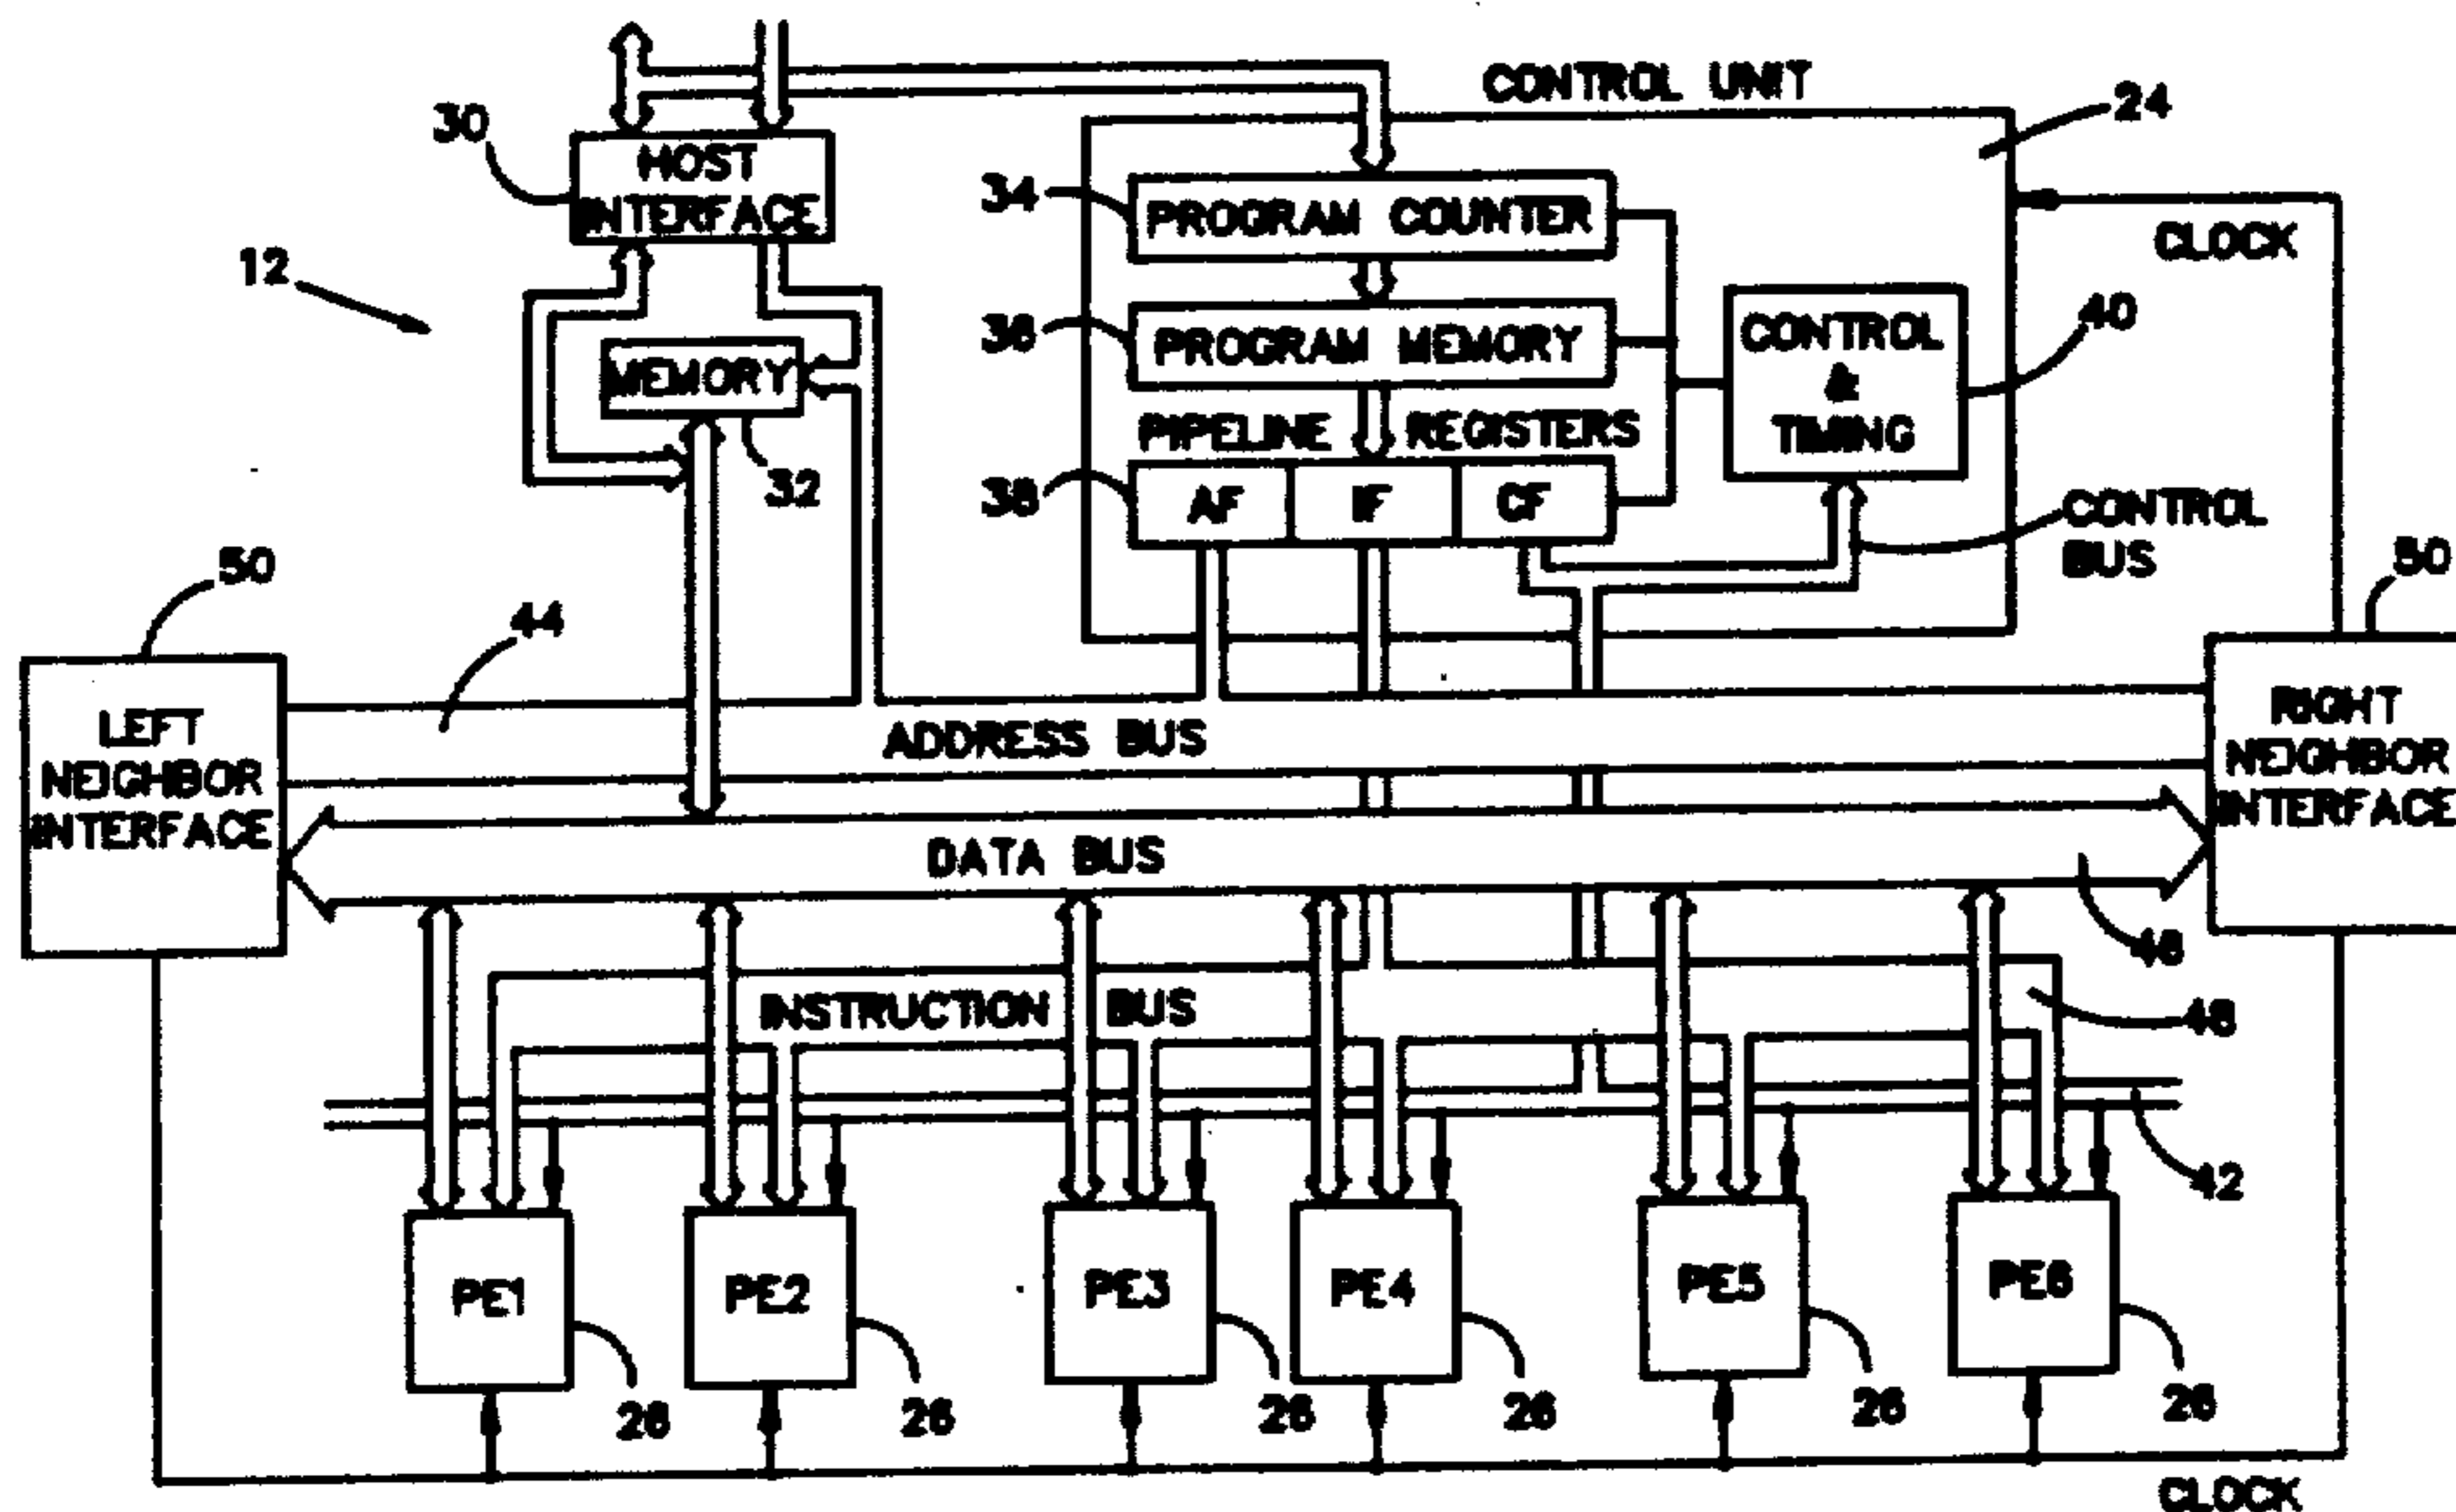 CONTROL UNIT
24
30
HOST
INTERFACE
34
PROGRAM COUNTER
CLOCK
12
36
PROGRAM MEMORY
CONTROL
&
TIMING
40
MEMORY
32
PIPELINE REGISTERS
38
AF IF CF
CONTROL
BUS
50
44
50
LEFT
NEIGHBOR
INTERFACE
RIGHT
NEIGHBOR
INTERFACE
ADDRESS BUS
DATA BUS
46
INSTRUCTION BUS
48
42
PE1 PE2 PE3 PE4 PE5 PE6
26 26 26 26 26 26
CLOCK